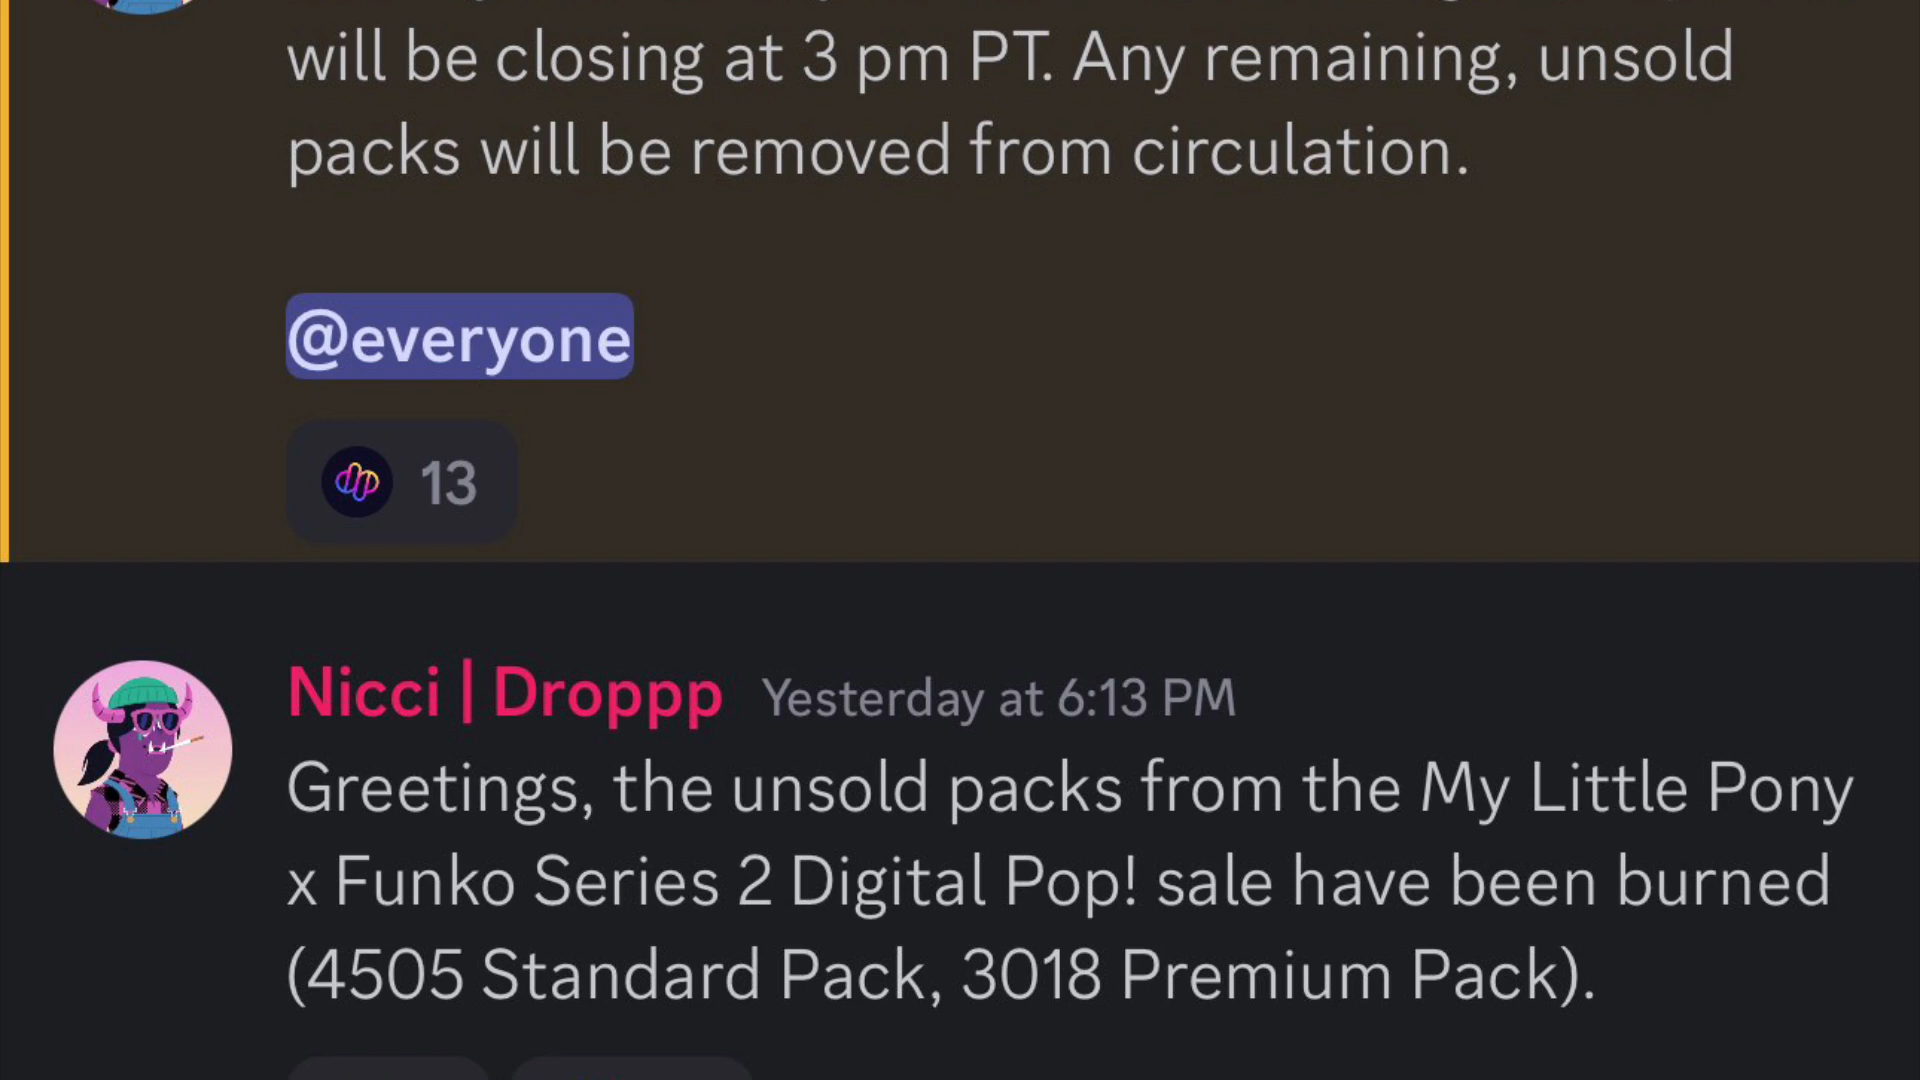 will be closing at 3 pm PT. Any remaining, unsold
packs will be removed from circulation.
@everyone
13
Nicci | Droppp Yesterday at 6:13 PM
Greetings, the unsold packs from the My Little Pony
x Funko Series 2 Digital Pop! sale have been burned
(4505 Standard Pack, 3018 Premium Pack).